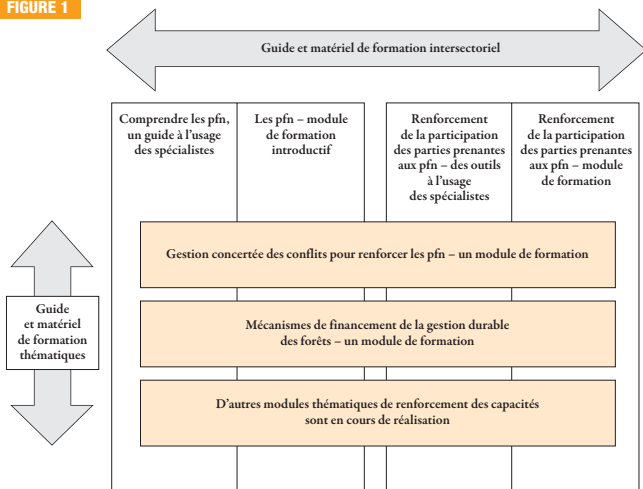 FIGURE 1
Guide et matériel de formation intersectoriel
Comprendre les pfn,
un guide à l'usage
des spécialistes
Les pfn – module
de formation
introductif
Renforcement
de la participation
des parties prenantes
aux pfn – des outils
à l'usage
des spécialistes
Renforcement
de la participation
des parties prenantes
aux pfn – module
de formation
Gestion concertée des conflits pour renforcer les pfn – un module de formation
Guide
et matériel
de formation
thématiques
Mécanismes de financement de la gestion durable
des forêts – un module de formation
D'autres modules thématiques de renforcement des capacités
sont en cours de réalisation